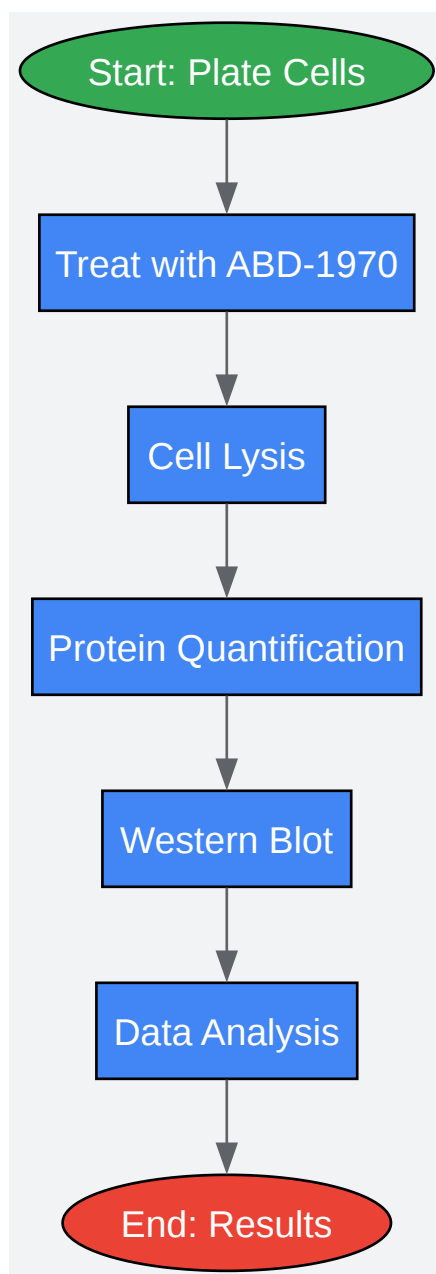 Start: Plate Cells
Treat with ABD-1970
Cell Lysis
Protein Quantification
Western Blot
Data Analysis
End: Results